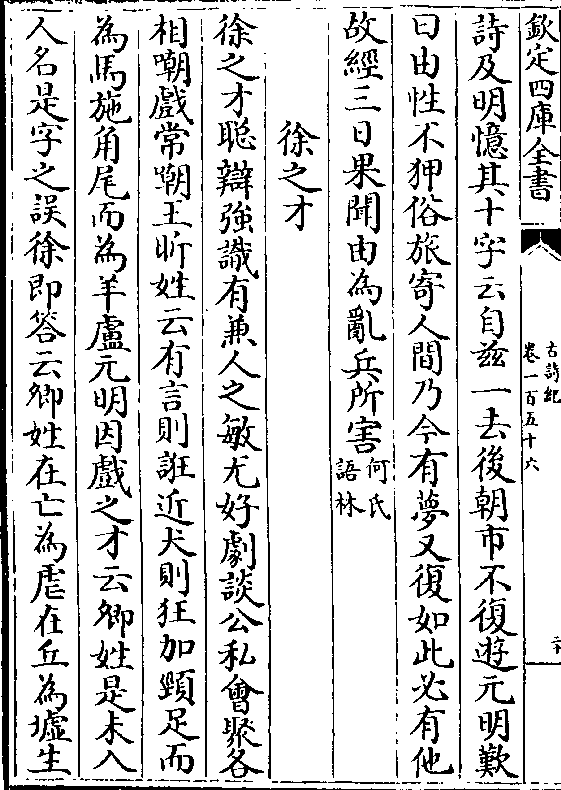 欽定四庫全書
古詩紀
卷一百五十六
二十
詩及明憶其十字云自兹一去後朝市不復遊元明歎
曰由性不狎俗旅寄人間乃今有夢又復如此必有他
故經三日果聞由為亂兵所害何氏
語林
徐之才
徐之才聰辯強識有兼人之敏尤好劇談公私會聚各
相嘲戲常嘲王昕姓云有言則誑近犬則狂加頸足而
為馬施角尾而為羊盧元明因戲之才云卿姓是未入
人名是字之誤徐即答云卿姓在亡為虐在丘為墟生